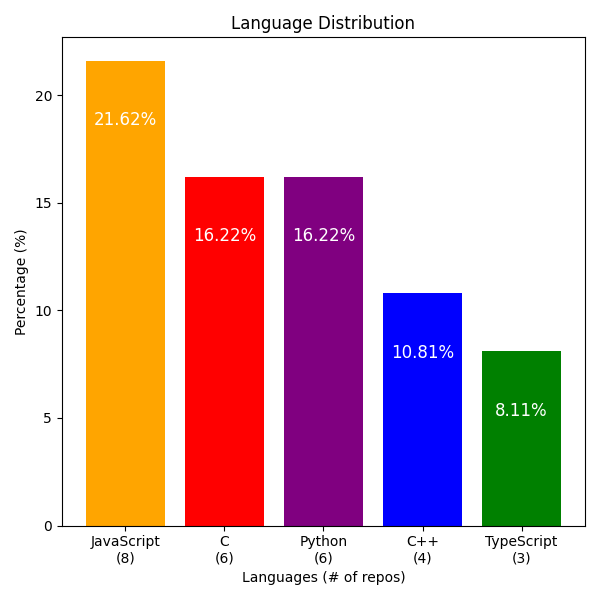 Language Distribution
Percentage (%)
20
15
10
5
0
21.62%
16.22%
16.22%
10.81%
8.11%
JavaScript
(8)
C
(6)
Python
(6)
C++
(4)
TypeScript
(3)
Languages (# of repos)